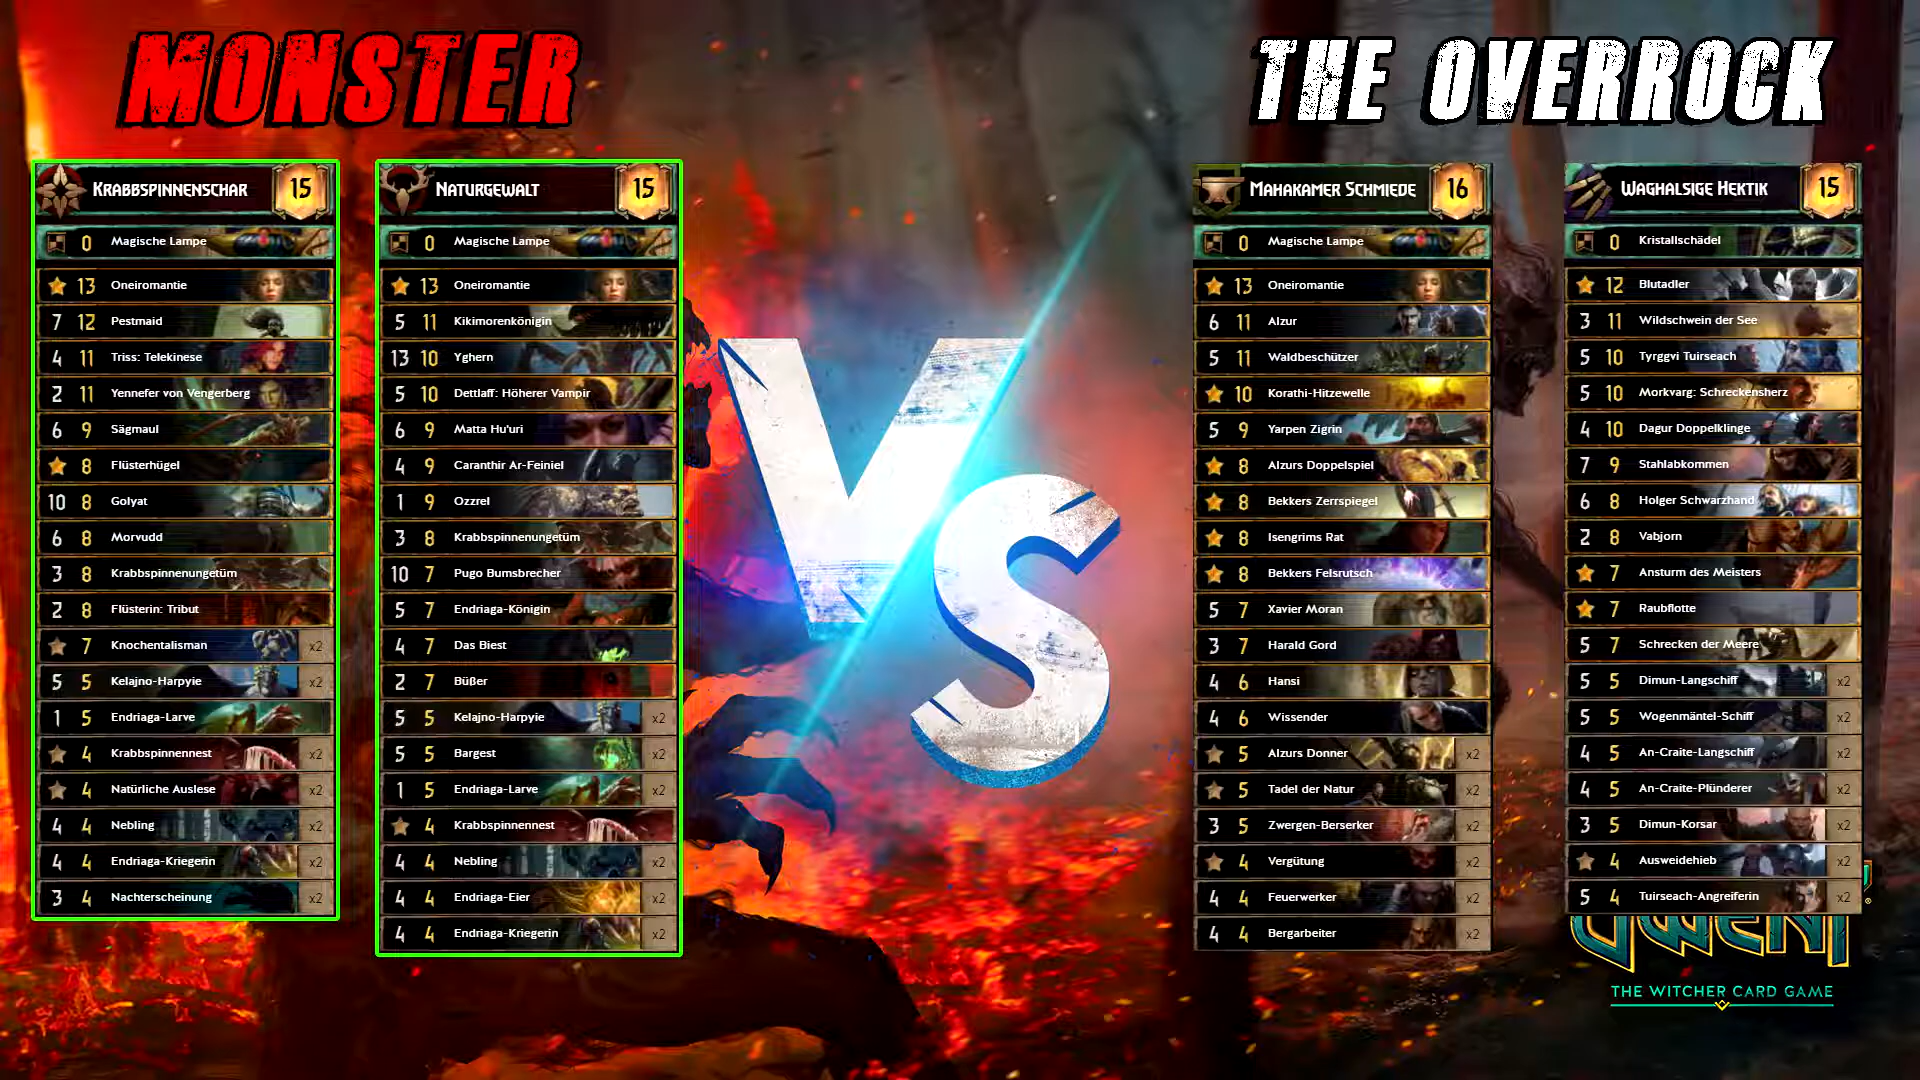 MONSTER
THE OVERROCK
KRABBSPINNENSCHAR 15
0 Magische Lampe
13 Oneiromantie
7 12 Pestmaid
4 11 Triss: Telekinese
2 11 Yennefer von Vengerberg
6 9 Sägmaul
8 Flüsterhügel
10 8 Golyat
6 8 Morvudd
3 8 Krabbspinnenungetüm
2 8 Flüsterin: Tribut
7 Knochentalisman x2
5 5 Kelajno-Harpyie x2
1 5 Endriaga-Larve x2
4 Krabbspinnennest x2
4 Natürliche Auslese x2
4 4 Nebling x2
4 4 Endriaga-Kriegerin x2
3 4 Nachterscheinung x2
NATURGEWALT 15
0 Magische Lampe
13 Oneiromantie
5 11 Kikimorenkönigin
13 10 Yghern
5 10 Dettlaff: Höherer Vampir
6 9 Matta Hu'uri
4 9 Caranthir Ar-Feiniel
1 9 Ozzrel
3 8 Krabbspinnenungetüm
10 7 Pugo Bumsbrecher
5 7 Endriaga-Königin
4 7 Das Biest
2 7 Büßer
5 5 Kelajno-Harpyie x2
5 5 Bargest x2
1 5 Endriaga-Larve x2
4 Krabbspinnennest x2
4 4 Nebling x2
4 4 Endriaga-Eier x2
4 4 Endriaga-Kriegerin x2
VS
MAHAKAMER SCHMIEDE 16
0 Magische Lampe
13 Oneiromantie
6 11 Alzur
5 11 Waldbeschützer
10 Korathi-Hitzewelle
5 9 Yarpen Zigrin
8 Alzurs Doppelspiel
8 Bekkers Zerrspiegel
8 Isengrims Rat
8 Bekkers Felsrutsch
5 7 Xavier Moran
3 7 Harald Gord
4 6 Hansi
4 6 Wissender
5 Alzurs Donner x2
5 Tadel der Natur x2
3 5 Zwergen-Berserker x2
4 Vergütung x2
4 4 Feuerwerker x2
4 4 Bergarbeiter x2
WAGHALSIGE HEKTIK 15
0 Kristallschädel
12 Blutadler
3 11 Wildschwein der See
5 10 Tyrggvi Tuirseach
5 10 Morkvarg: Schreckensherz
4 10 Dagur Doppelklinge
7 9 Stahlabkommen
6 8 Holger Schwarzhand
2 8 Vabjorn
7 Ansturm des Meisters
7 Raubflotte
5 7 Schrecken der Meere
5 5 Dimun-Langschiff x2
5 5 Wogenmäntel-Schiff x2
4 5 An-Craite-Langschiff x2
4 5 An-Craite-Plünderer x2
3 5 Dimun-Korsar x2
4 Ausweidehieb x2
5 4 Tuirseach-Angreiferin x2
GWENT
THE WITCHER CARD GAME